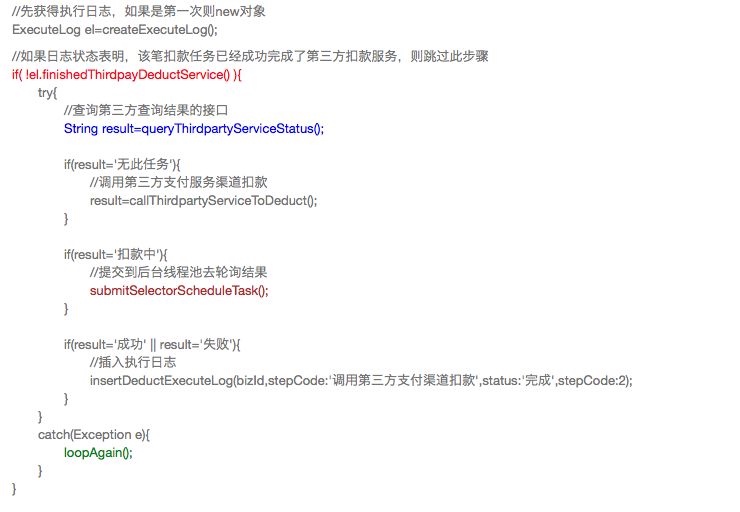 //先获得执行日志，如果是第一次则new对象
ExecuteLog el=createExecuteLog();
//如果日志状态表明，该笔扣款任务已经成功完成了第三方扣款服务，则跳过此步骤
if( !el.finishedThirdpayDeductService() ){
try{
//查询第三方查询结果的接口
String result=queryThirdpartyServiceStatus();
if(result='无此任务'){
//调用第三方支付服务渠道扣款
result=callThirdpartyServiceToDeduct();
}
if(result='扣款中'){
//提交到后台线程池去轮询结果
submitSelectorScheduleTask();
}
if(result='成功' || result='失败'){
//插入执行日志
insertDeductExecuteLog(bizId,stepCode:'调用第三方支付渠道扣款',status:'完成',stepCode:2);
}
}
catch(Exception e){
loopAgain();
}
}